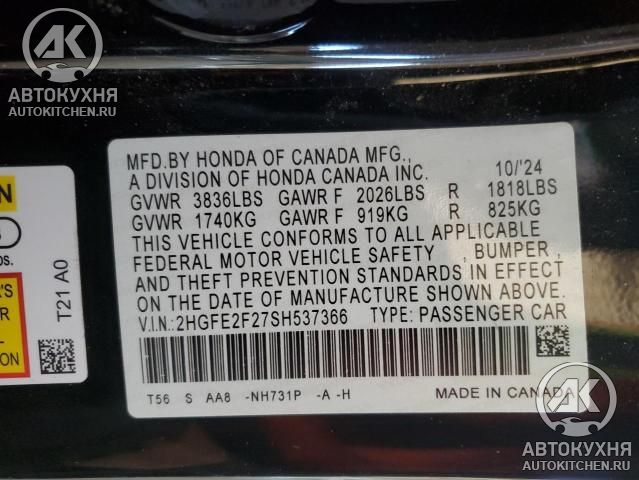 АК
АВТОКУХНЯ
AUTOKITCHEN.RU
MFD.BY HONDA OF CANADA MFG.,
A DIVISION OF HONDA CANADA INC. 10/'24
GVWR 3836LBS GAWR F 2026LBS R 1818LBS
GVWR 1740KG GAWR F 919KG R 825KG
THIS VEHICLE CONFORMS TO ALL APPLICABLE
FEDERAL MOTOR VEHICLE SAFETY , BUMPER ,
AND THEFT PREVENTION STANDARDS IN EFFECT
ON THE DATE OF MANUFACTURE SHOWN ABOVE.
V.I.N.:2HGFE2F27SH537366 TYPE: PASSENGER CAR
T56 S AA8 -NH731P -A -H MADE IN CANADA
T21 A0
АК
АВТОКУХНЯ
AUTOKITCHEN.RU